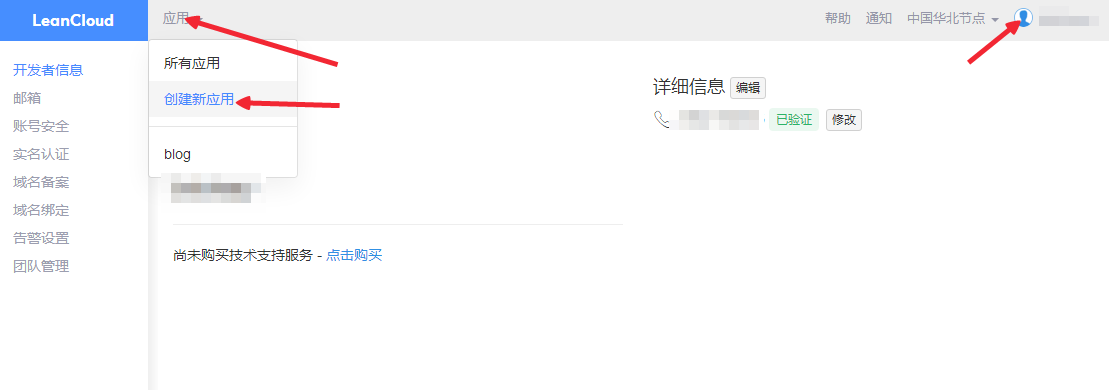 LeanCloud
应用
帮助 通知 中国华北节点
开发者信息
邮箱
账号安全
实名认证
域名备案
域名绑定
告警设置
团队管理
所有应用
创建新应用
blog
详细信息 编辑
已验证 修改
尚未购买技术支持服务 - 点击购买